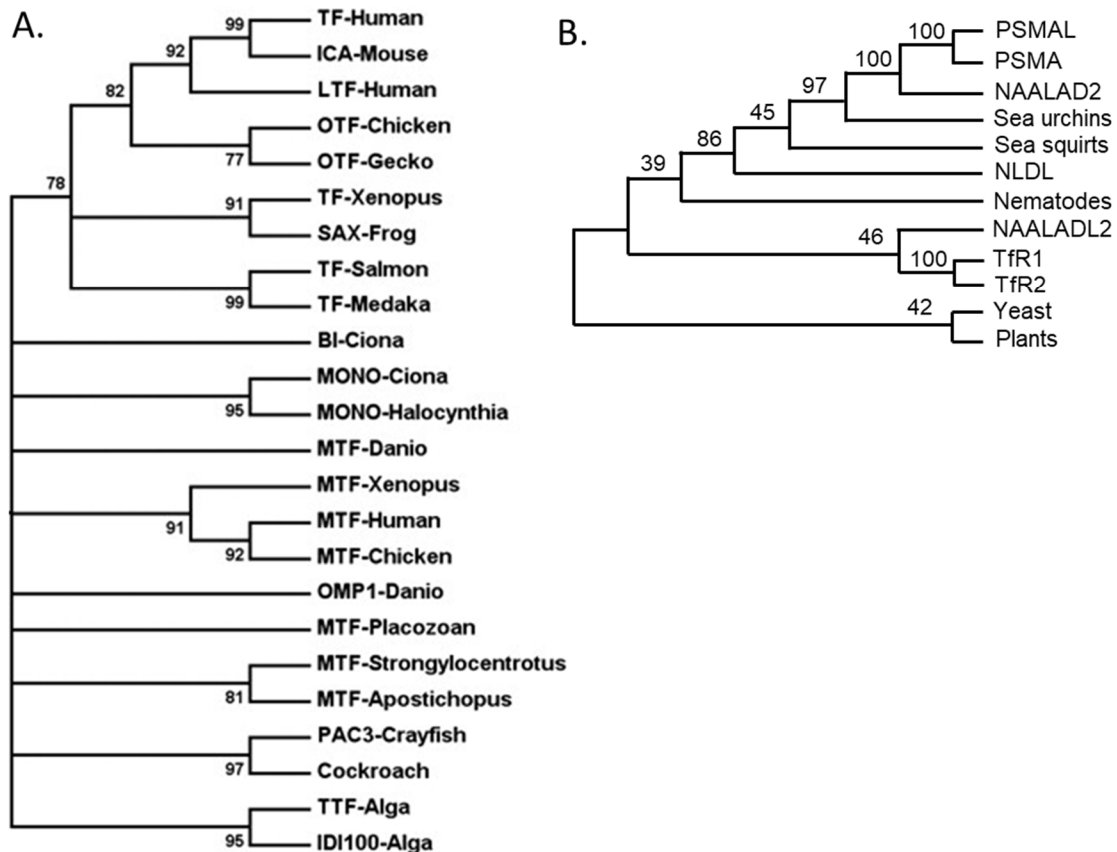 A.
99
TF-Human
92
ICA-Mouse
82
LTF-Human
OTF-Chicken
77
OTF-Gecko
78
91
TF-Xenopus
SAX-Frog
TF-Salmon
99
TF-Medaka
BI-Ciona
MONO-Ciona
95
MONO-Halocynthia
MTF-Danio
MTF-Xenopus
91
MTF-Human
92
MTF-Chicken
OMP1-Danio
MTF-Placozoan
MTF-Strongylocentrotus
81
MTF-Apostichopus
PAC3-Crayfish
97
Cockroach
TTF-Alga
95
IDI100-Alga
B.
100
PSMAL
100
PSMA
97
NAALAD2
45
Sea urchins
86
Sea squirts
39
NLDL
Nematodes
46
NAALADL2
100
TfR1
TfR2
42
Yeast
Plants